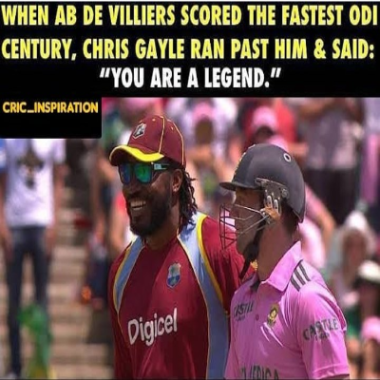 WHEN AB DE VILLIERS SCORED THE FASTEST ODI
CENTURY, CHRIS GAYLE RAN PAST HIM & SAID:
“YOU ARE A LEGEND.”
CRIC_INSPIRATION
Digicel
CASTLE